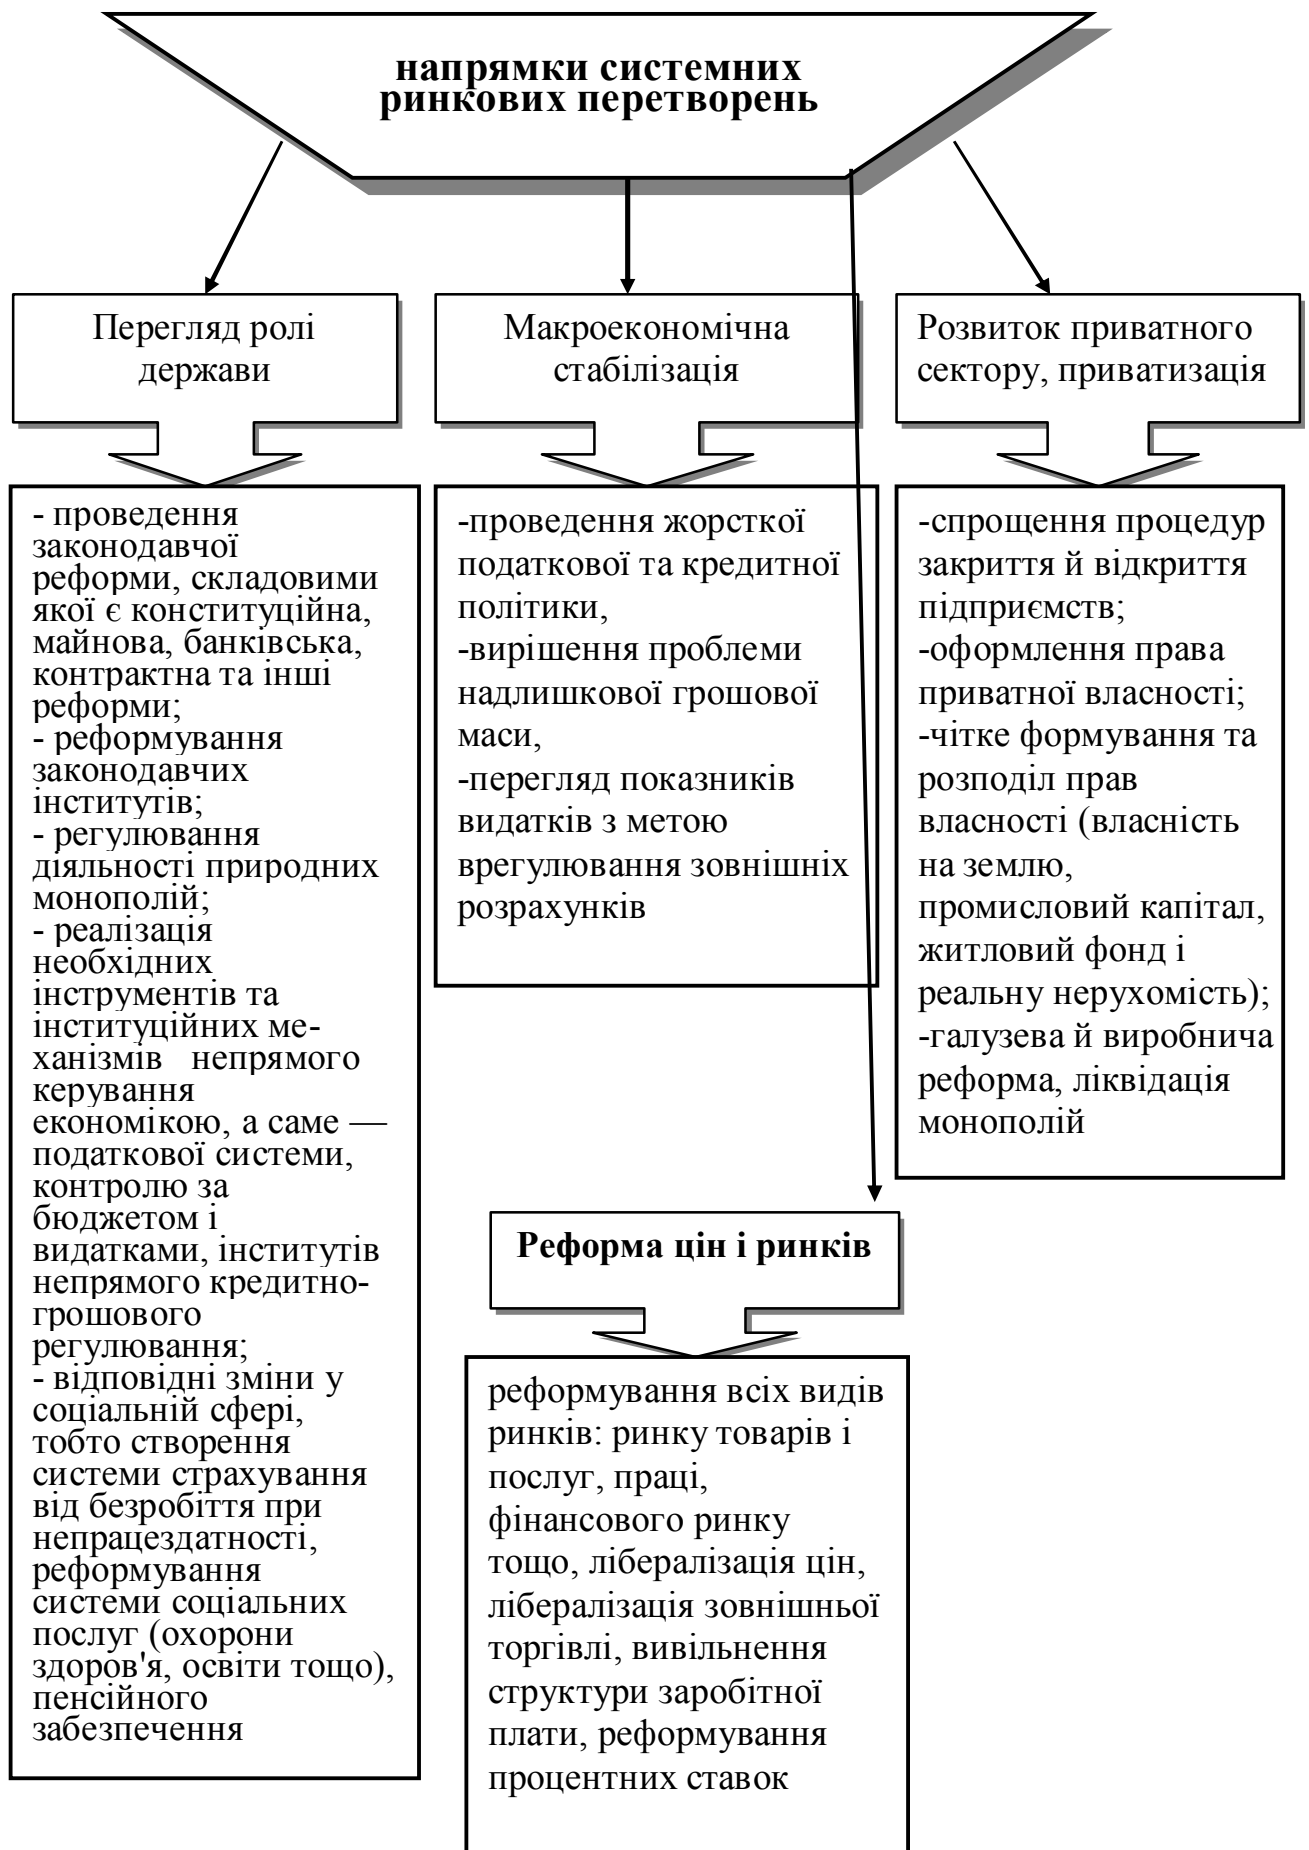 напрямки системних
ринкових перетворень
Перегляд ролі
держави
- проведення
законодавчої
реформи, складовими
якої є конституційна,
майнова, банківська,
контрактна та інші
реформи;
- реформування
законодавчих
інститутів;
- регулювання
діяльності природних
монополій;
- реалізація
необхідних
інструментів та
інституційних ме-
ханізмів непрямого
керування
економікою, а саме —
податкової системи,
контролю за
бюджетом і
видатками, інститутів
непрямого кредитно-
грошового
регулювання;
- відповідні зміни у
соціальній сфері,
тобто створення
системи страхування
від безробіття при
непрацездатності,
реформування
системи соціальних
послуг (охорони
здоров'я, освіти тощо),
пенсійного
забезпечення
Макроекономічна
стабілізація
-проведення жорсткої
податкової та кредитної
політики,
-вирішення проблеми
надлишкової грошової
маси,
-перегляд показників
видатків з метою
врегулювання зовнішніх
розрахунків
Розвиток приватного
сектору, приватизація
-спрощення процедур
закриття й відкриття
підприємств;
-оформлення права
приватної власності;
-чітке формування та
розподіл прав
власності (власність
на землю,
промисловий капітал,
житловий фонд і
реальну нерухомість);
-галузева й виробнича
реформа, ліквідація
монополій
Реформа цін і ринків
реформування всіх видів
ринків: ринку товарів і
послуг, праці,
фінансового ринку
тощо, лібералізація цін,
лібералізація зовнішньої
торгівлі, вивільнення
структури заробітної
плати, реформування
процентних ставок